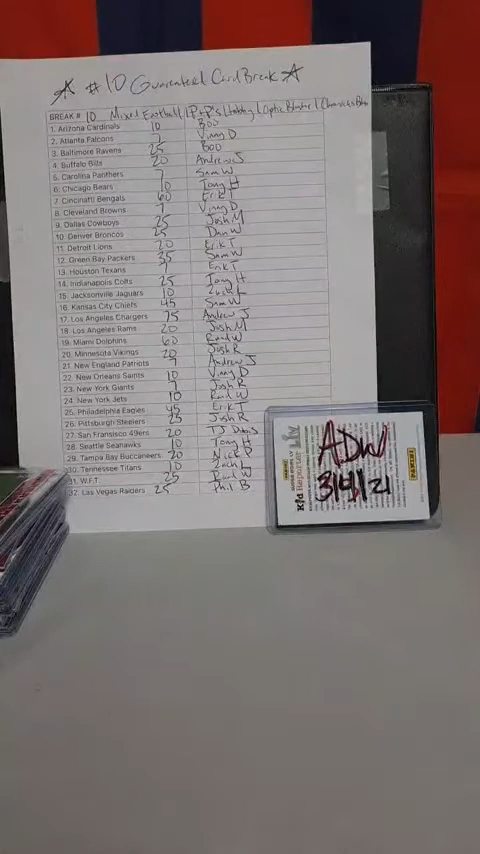 ☆ #10 Guaranteed Card Break ☆
BREAK # 10 Mixed Football
1. Arizona Cardinals 10 BOO
2. Atlanta Falcons 7 Vinny D
3. Baltimore Ravens 25 BOO
4. Buffalo Bills 20 Andrew J
5. Carolina Panthers 7 Sam W
6. Chicago Bears 10 Tony H
7. Cincinnati Bengals 60 Erik T
8. Cleveland Browns 7 Vinny D
9. Dallas Cowboys 25 Josh M
10. Denver Broncos 25 Dan W
11. Detroit Lions 20 Erik T
12. Green Bay Packers 35 Sam W
13. Houston Texans 7 Erik T
14. Indianapolis Colts 25 Tony H
15. Jacksonville Jaguars 10
16. Kansas City Chiefs 45 Sam W
17. Los Angeles Chargers 75 Andrew J
18. Los Angeles Rams 20 Josh M
19. Miami Dolphins 60 Rand W
20. Minnesota Vikings 20 Josh R
21. New England Patriots 7 Andrew J
22. New Orleans Saints 10 Vinny D
23. New York Giants 7 Josh R
24. New York Jets 10 Rand W
25. Philadelphia Eagles 45 Erik T
26. Pittsburgh Steelers 25 Josh R
27. San Fransisco 49ers 20 TJ
28. Seattle Seahawks 10 Tony H
29. Tampa Bay Buccaneers 20 Nick P
30. Tennessee Titans 10 Zach
31. W.F.T. 25
32. Las Vegas Raiders 25 Phil B
Kid Reporter
PANINI
ADW
3/4/21
PANINI